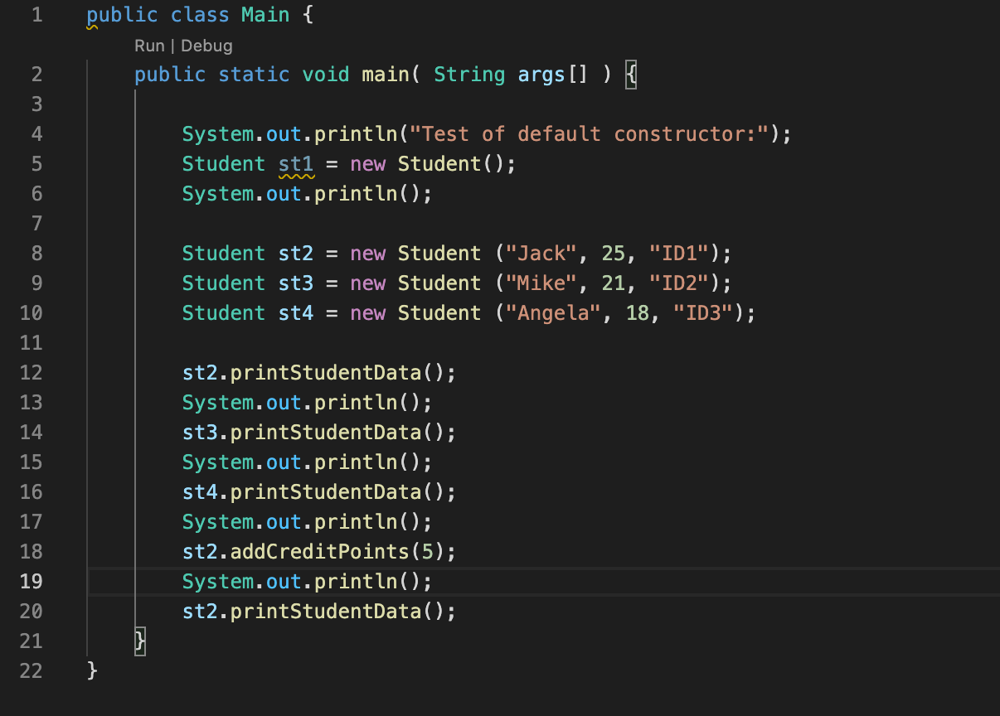 1 public class Main {
Run | Debug
2 public static void main( String args[] ) {
3
4 System.out.println("Test of default constructor:");
5 Student st1 = new Student();
6 System.out.println();
7
8 Student st2 = new Student ("Jack", 25, "ID1");
9 Student st3 = new Student ("Mike", 21, "ID2");
10 Student st4 = new Student ("Angela", 18, "ID3");
11
12 st2.printStudentData();
13 System.out.println();
14 st3.printStudentData();
15 System.out.println();
16 st4.printStudentData();
17 System.out.println();
18 st2.addCreditPoints(5);
19 System.out.println();
20 st2.printStudentData();
21 }
22 }